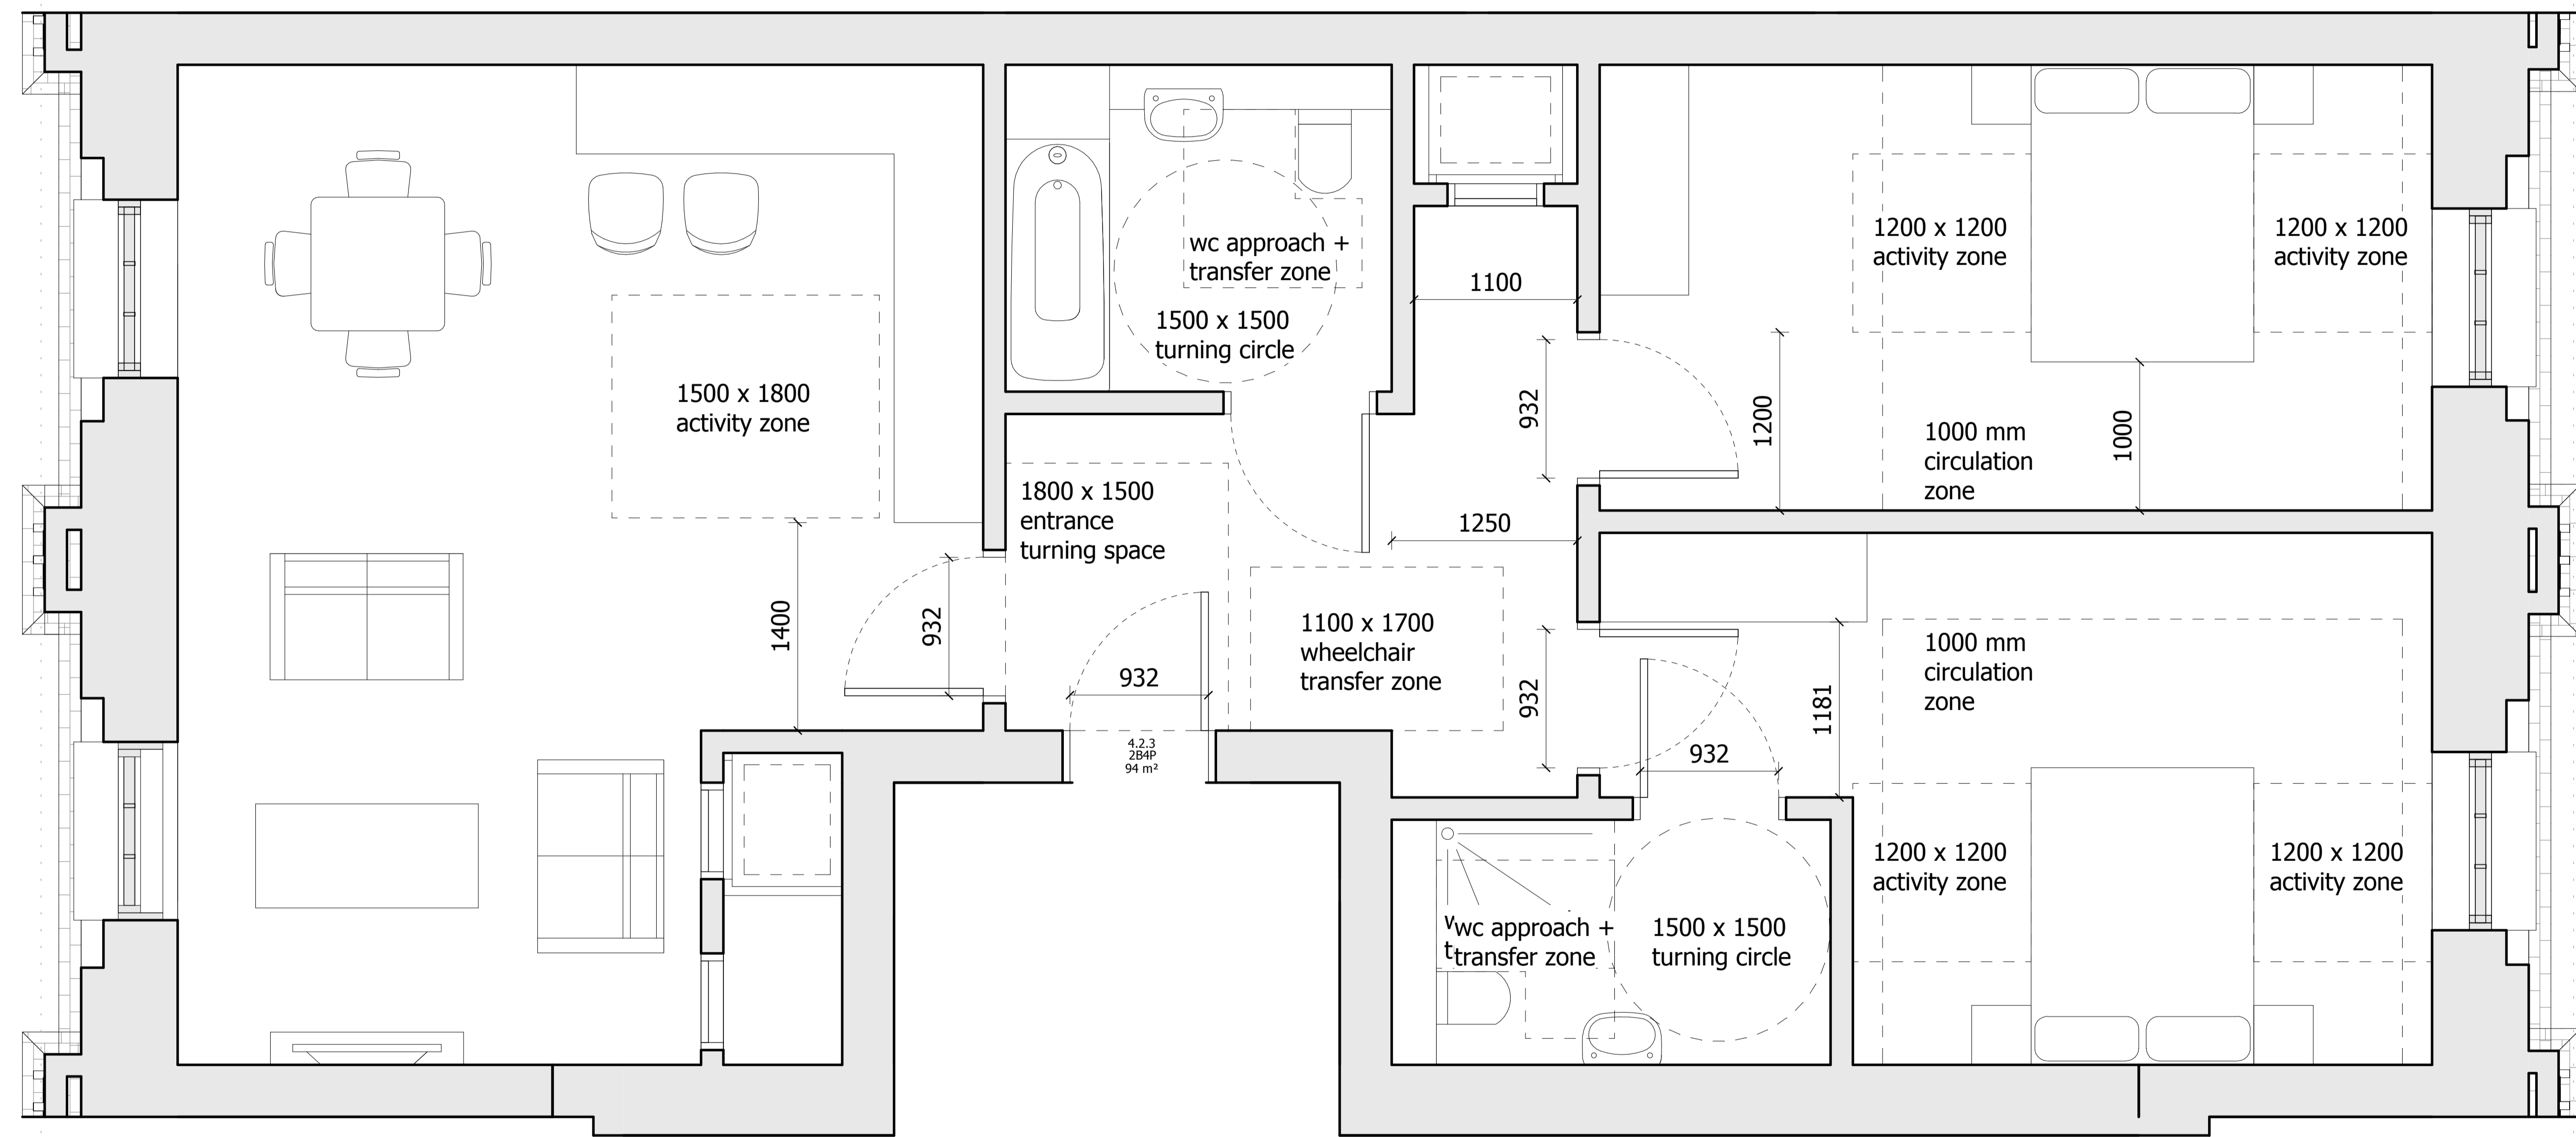 wc approach +
transfer zone
1500 x 1500
turning circle
1100
1200 x 1200
activity zone
1200 x 1200
activity zone
1500 x 1800
activity zone
932
1200
1000
1000 mm
circulation
zone
1800 x 1500
entrance
turning space
1250
1400
932
932
1100 x 1700
wheelchair
transfer zone
932
932
1181
1000 mm
circulation
zone
4.2.3
2B4P
94 m²
1200 x 1200
activity zone
1200 x 1200
activity zone
wc approach +
transfer zone
1500 x 1500
turning circle